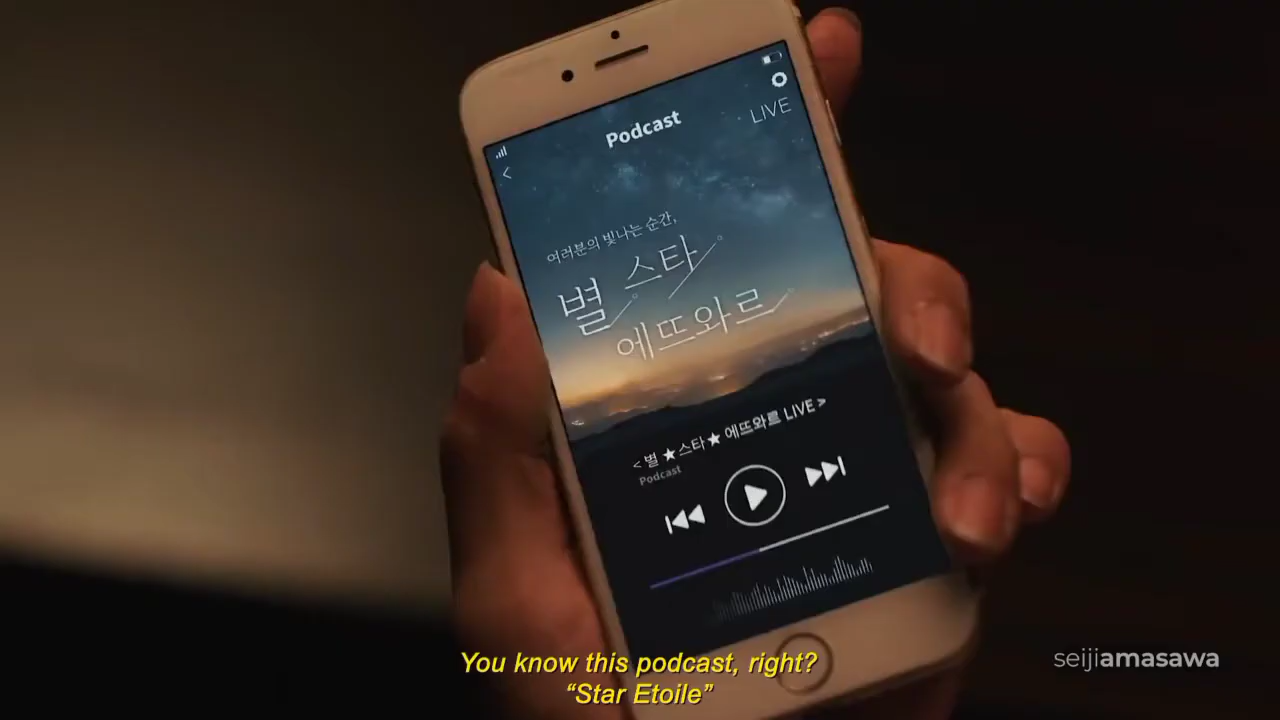 Podcast
LIVE
여러분의 빛나는 순간,
별 스타
에뜨와르
<별 ★스타★ 에뜨와르 LIVE >
Podcast
You know this podcast, right?
“Star Etoile”
seijiamasawa